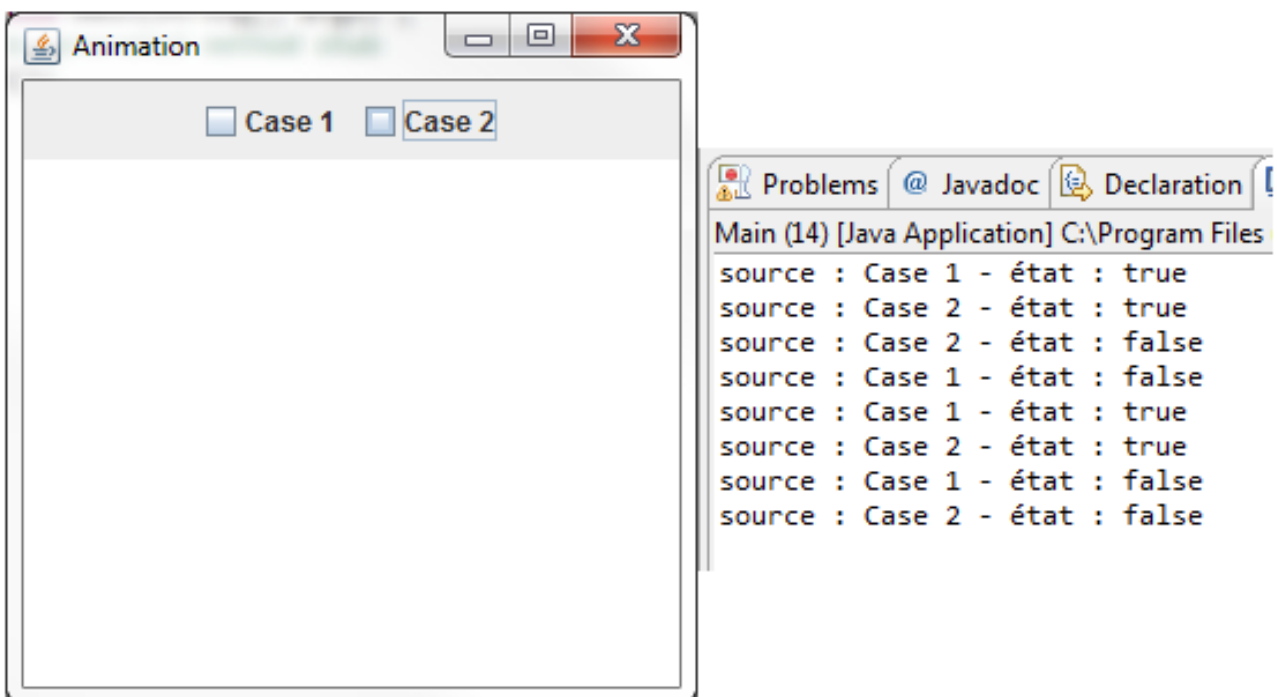 Animation
Case 1 Case 2
Problems @ Javadoc Declaration
Main (14) [Java Application] C:\Program Files
source : Case 1 - état : true
source : Case 2 - état : true
source : Case 2 - état : false
source : Case 1 - état : false
source : Case 1 - état : true
source : Case 2 - état : true
source : Case 1 - état : false
source : Case 2 - état : false